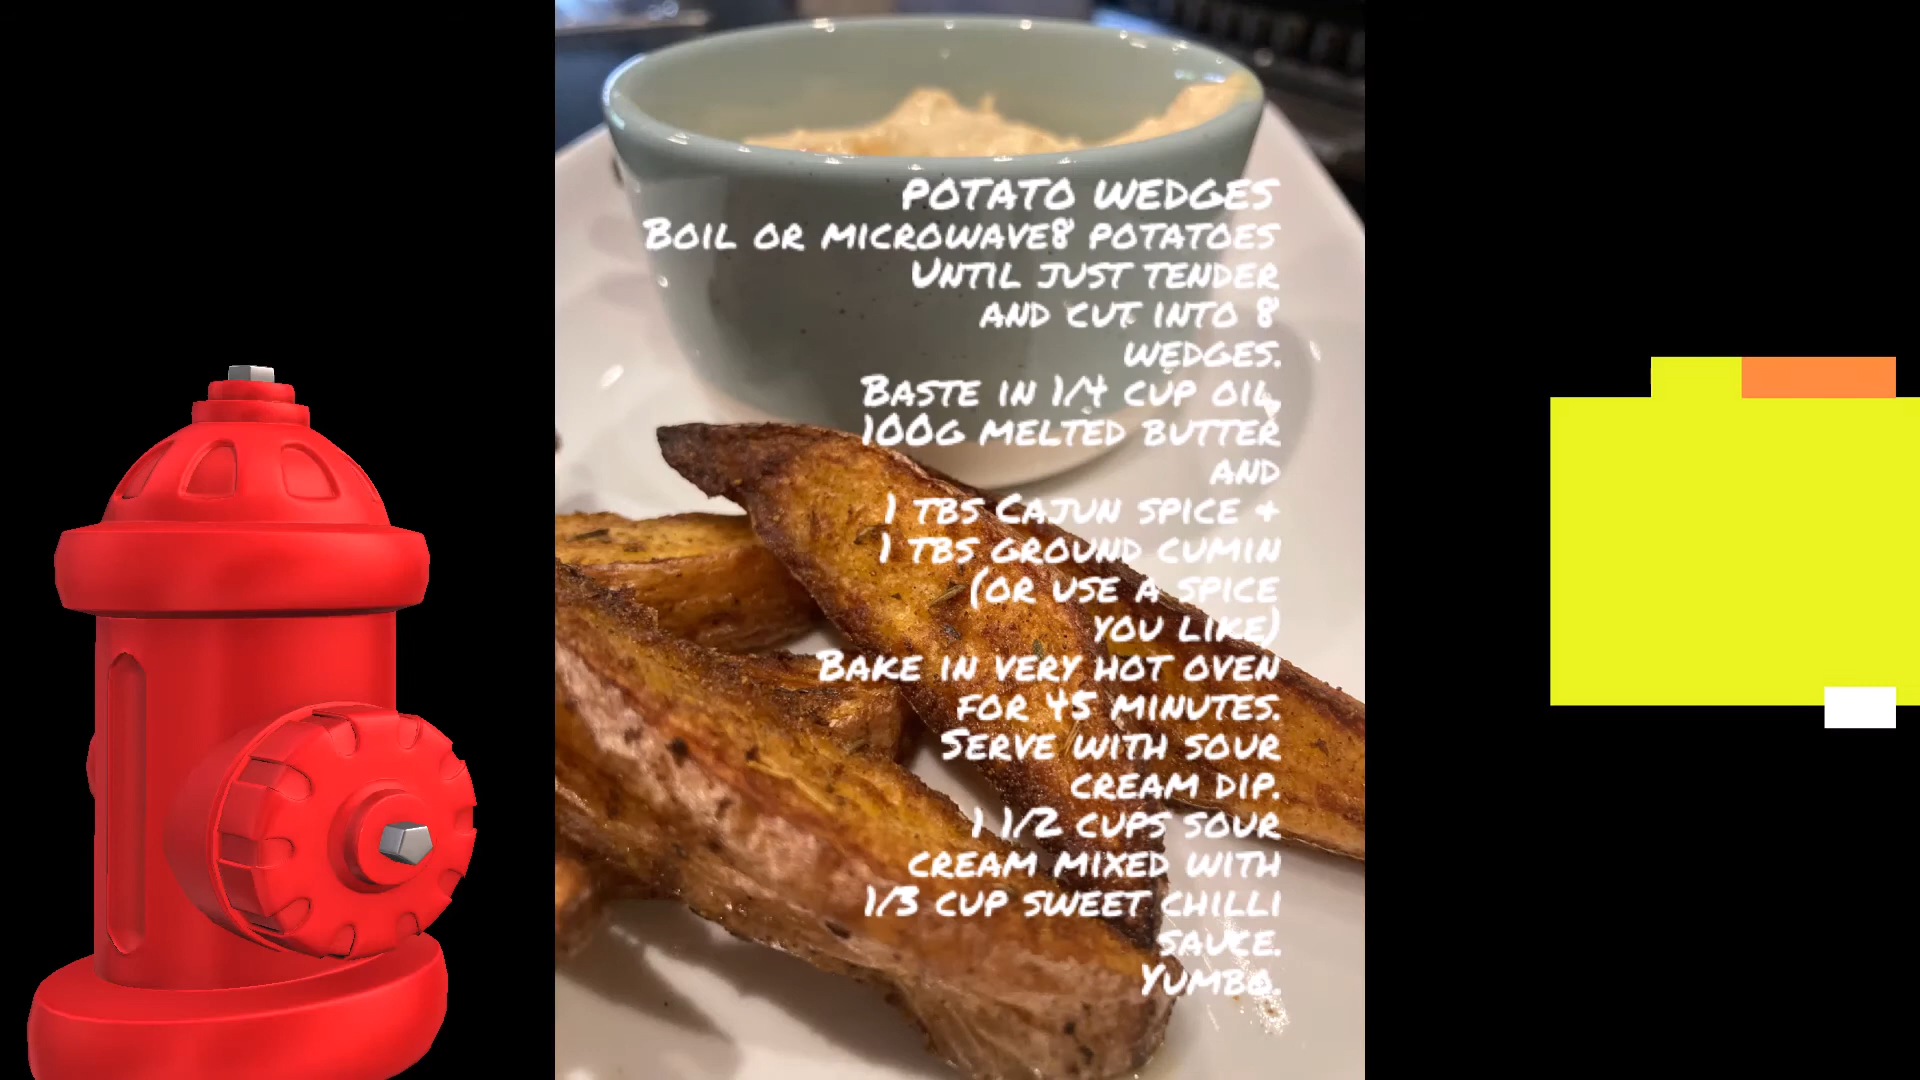 POTATO WEDGES
BOIL OR MICROWAVE8 POTATOES
UNTIL JUST TENDER
AND CUT INTO 8
WEDGES.
BASTE IN 1/4 CUP OIL,
100G MELTED BUTTER
AND
1 TBS CAJUN SPICE +
1 TBS GROUND CUMIN
(OR USE A SPICE
YOU LIKE)
BAKE IN VERY HOT OVEN
FOR 45 MINUTES.
SERVE WITH SOUR
CREAM DIP.
1 1/2 CUPS SOUR
CREAM MIXED WITH
1/3 CUP SWEET CHILLI
SAUCE.
YUMBO.